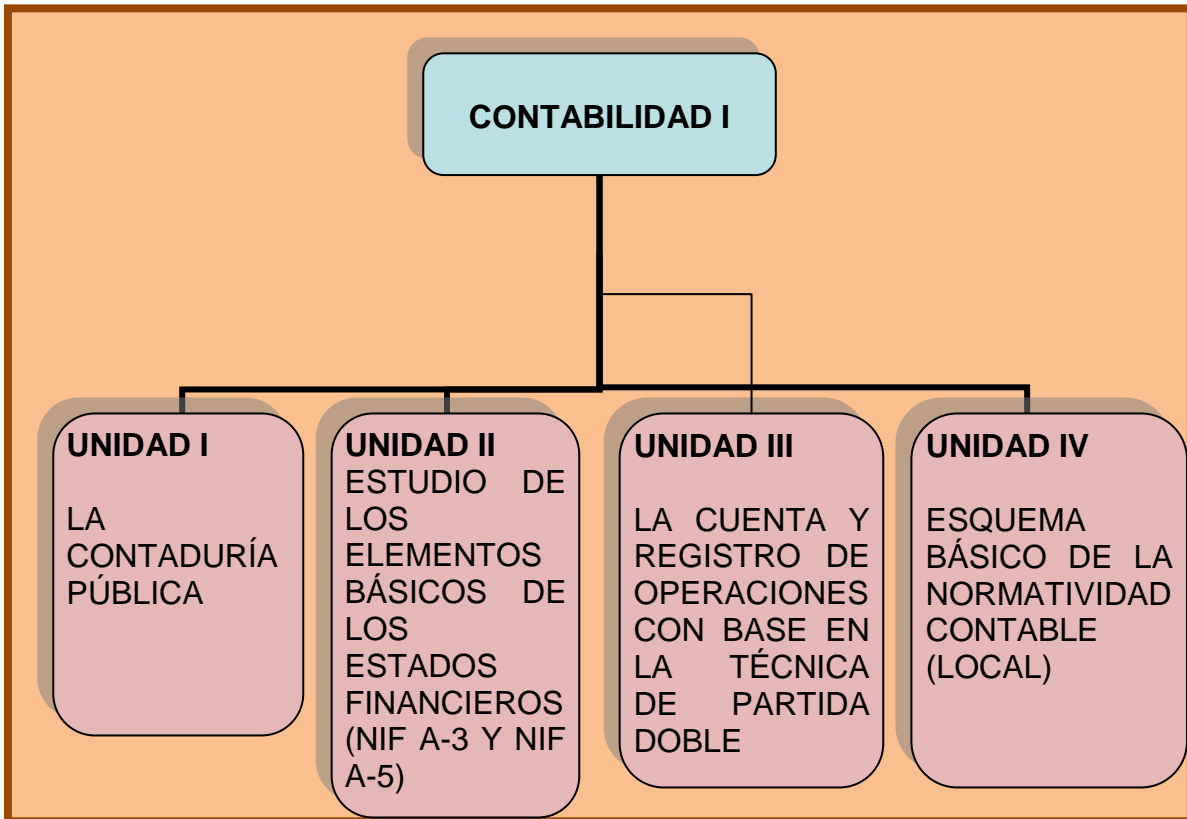 CONTABILIDAD I
UNIDAD I
LA
CONTADURÍA
PÚBLICA
UNIDAD II
ESTUDIO DE
LOS
ELEMENTOS
BÁSICOS DE
LOS
ESTADOS
FINANCIEROS
(NIF A-3 Y NIF
A-5)
UNIDAD III
LA CUENTA Y
REGISTRO DE
OPERACIONES
CON BASE EN
LA TÉCNICA
DE PARTIDA
DOBLE
UNIDAD IV
ESQUEMA
BÁSICO DE LA
NORMATIVIDAD
CONTABLE
(LOCAL)